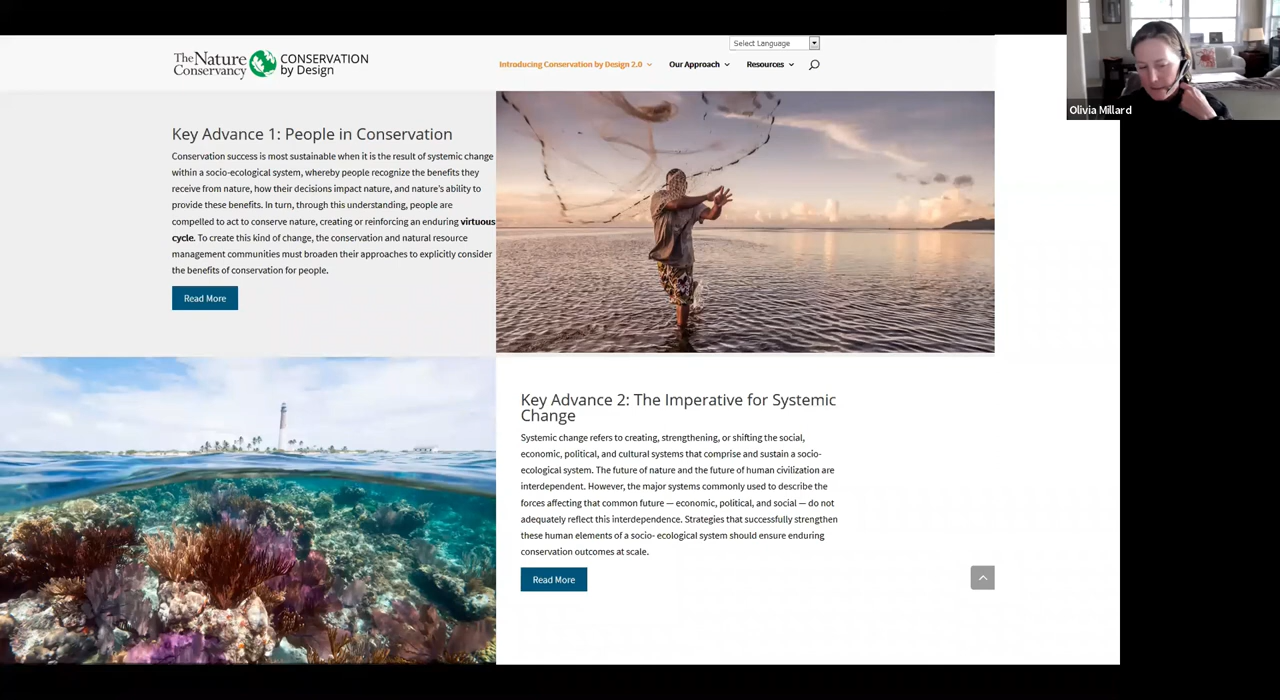 Select Language
The Nature
Conservancy
CONSERVATION
by Design
Introducing Conservation by Design 2.0
Our Approach
Resources
Olivia Millard
Key Advance 1: People in Conservation
Conservation success is most sustainable when it is the result of systemic change
within a socio-ecological system, whereby people recognize the benefits they
receive from nature, how their decisions impact nature, and nature's ability to
provide these benefits. In turn, through this understanding, people are
compelled to act to conserve nature, creating or reinforcing an enduring virtuous
cycle. To create this kind of change, the conservation and natural resource
management communities must broaden their approaches to explicitly consider
the benefits of conservation for people.
Read More
Key Advance 2: The Imperative for Systemic
Change
Systemic change refers to creating, strengthening, or shifting the social,
economic, political, and cultural systems that comprise and sustain a socio-
ecological system. The future of nature and the future of human civilization are
interdependent. However, the major systems commonly used to describe the
forces affecting that common future — economic, political, and social — do not
adequately reflect this interdependence. Strategies that successfully strengthen
these human elements of a socio- ecological system should ensure enduring
conservation outcomes at scale.
Read More